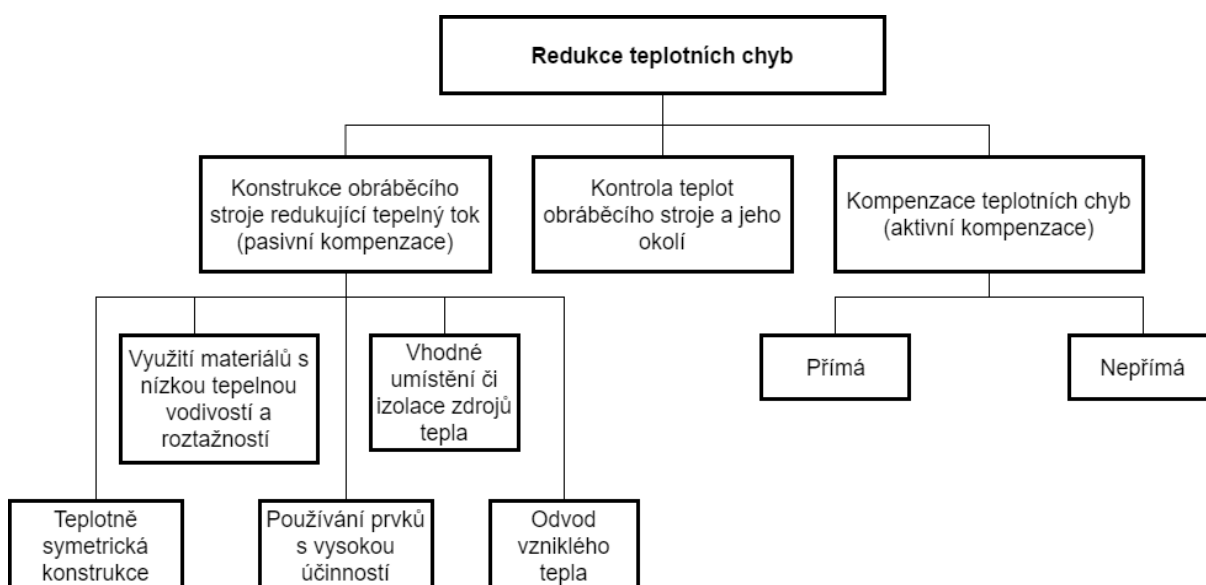 Redukce teplotních chyb
Konstrukce obráběcího
stroje redukující tepelný tok
(pasivní kompenzace)
Kontrola teplot
obráběcího stroje a jeho
okolí
Kompenzace teplotních chyb
(aktivní kompenzace)
Využití materiálů s
nízkou tepelnou
vodivostí a
roztažností
Vhodné
umístění či
izolace zdrojů
tepla
Přímá
Nepřímá
Teplotně
symetrická
konstrukce
Používání prvků
s vysokou
účinností
Odvod
vzniklého
tepla